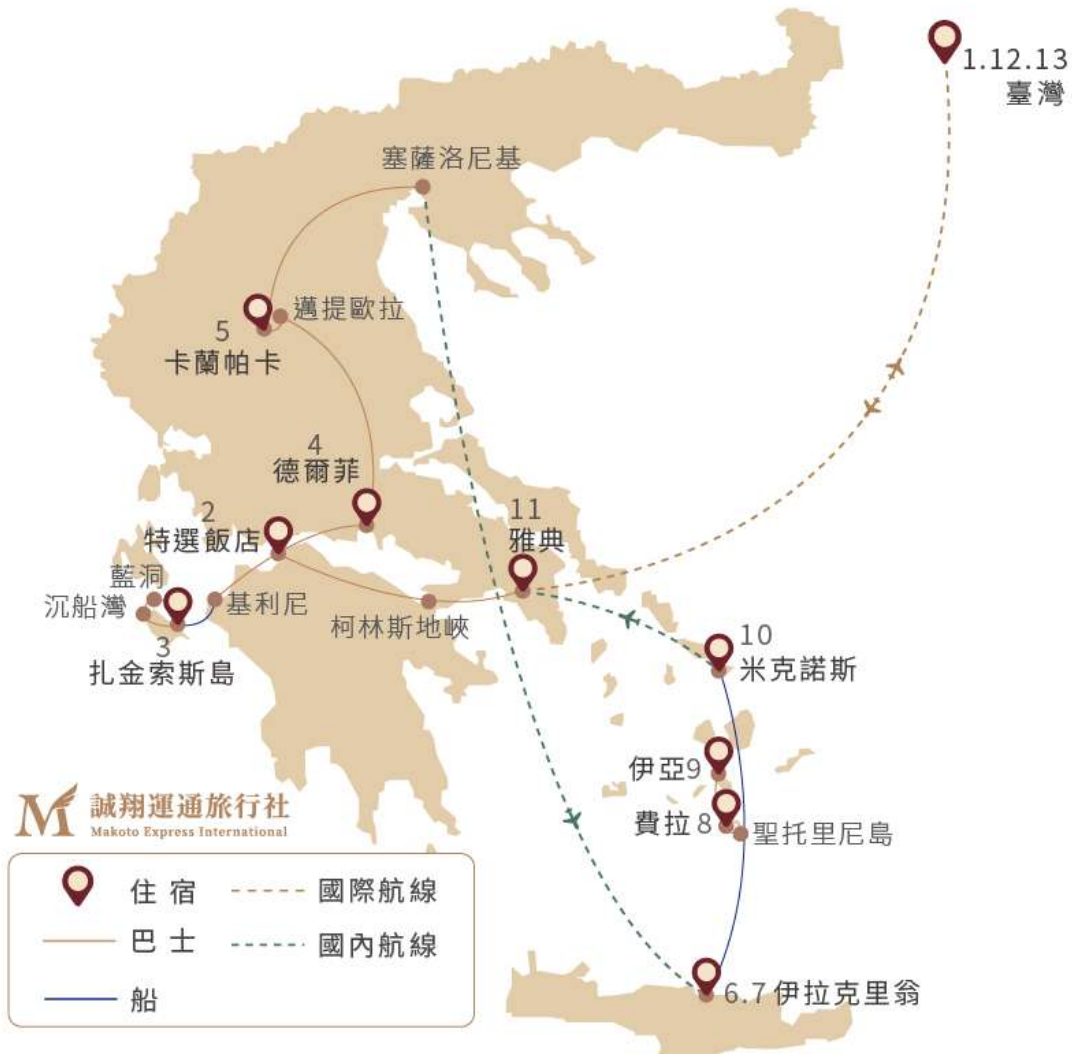 1.12.13
臺灣
塞薩洛尼基
邁提歐拉
5
卡蘭帕卡
4
德爾菲
2
特選飯店
11
雅典
藍洞
沉船灣
基利尼
柯林斯地峽
3
扎金索斯島
10
米克諾斯
伊亞9
費拉8
聖托里尼島
6.7伊拉克里翁
M 誠翔運通旅行社
Makoto Express International
住宿
國際航線
巴士
國內航線
船